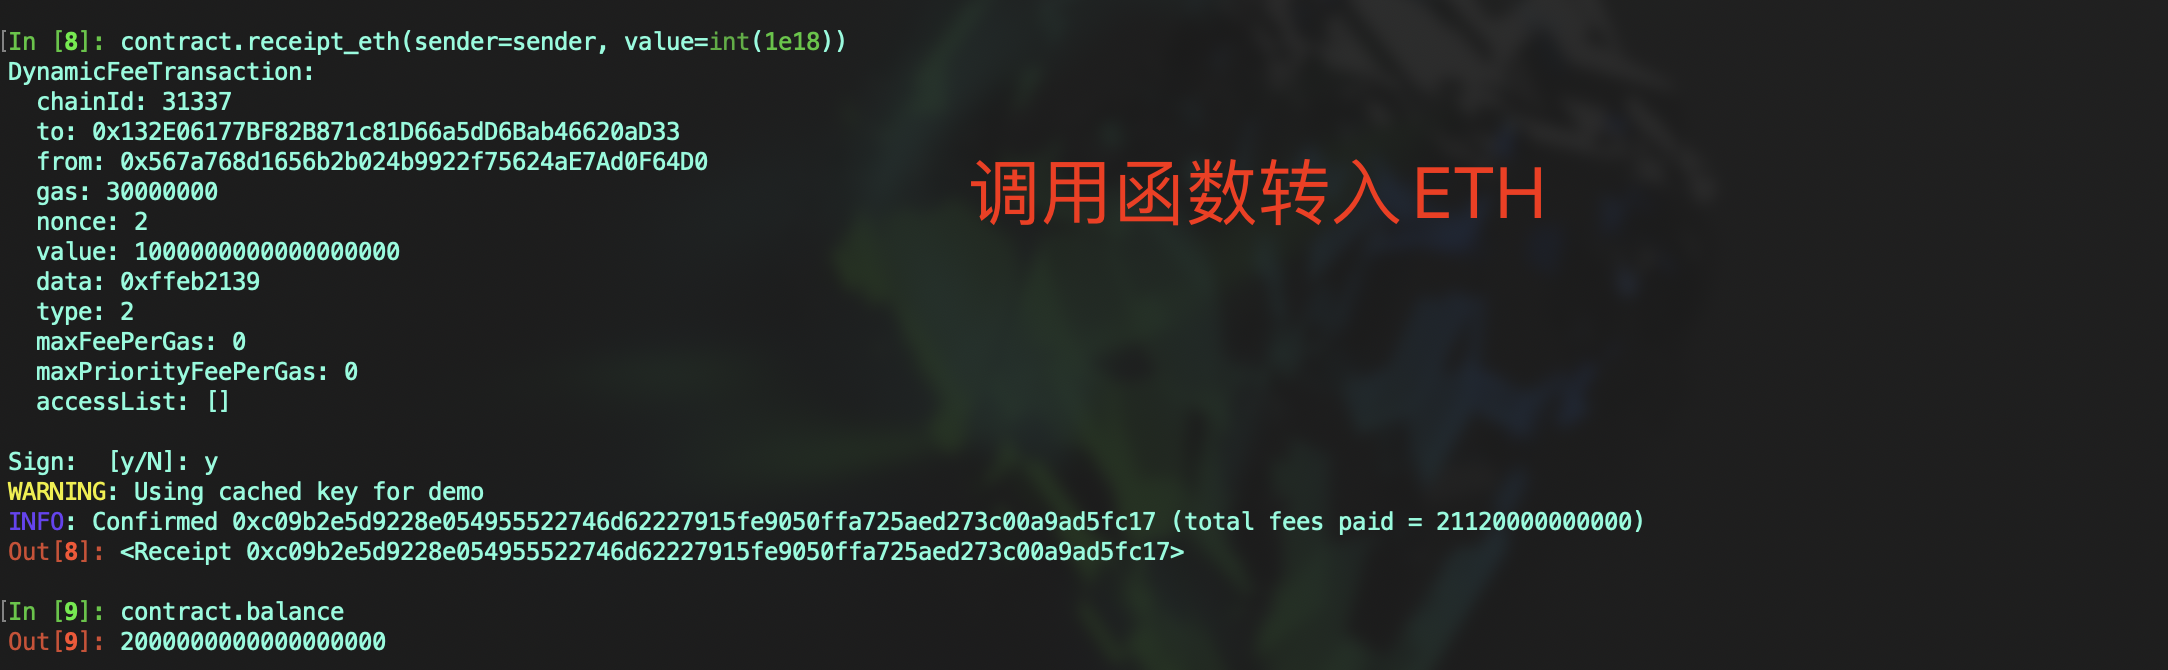 [In [8]: contract.receipt_eth(sender=sender, value=int(1e18))
DynamicFeeTransaction:
chainId: 31337
to: 0x132E06177BF82B871c81D66a5dD6Bab46620aD33
from: 0x567a768d1656b2b024b9922f75624aE7Ad0F64D0
gas: 30000000
nonce: 2
value: 1000000000000000000
data: 0xffeb2139
type: 2
maxFeePerGas: 0
maxPriorityFeePerGas: 0
accessList: []
调用函数转入 ETH
Sign:  [y/N]: y
WARNING: Using cached key for demo
INFO: Confirmed 0xc09b2e5d9228e054955522746d62227915fe9050ffa725aed273c00a9ad5fc17 (total fees paid = 21120000000000)
Out[8]: <Receipt 0xc09b2e5d9228e054955522746d62227915fe9050ffa725aed273c00a9ad5fc17>
[In [9]: contract.balance
Out[9]: 2000000000000000000